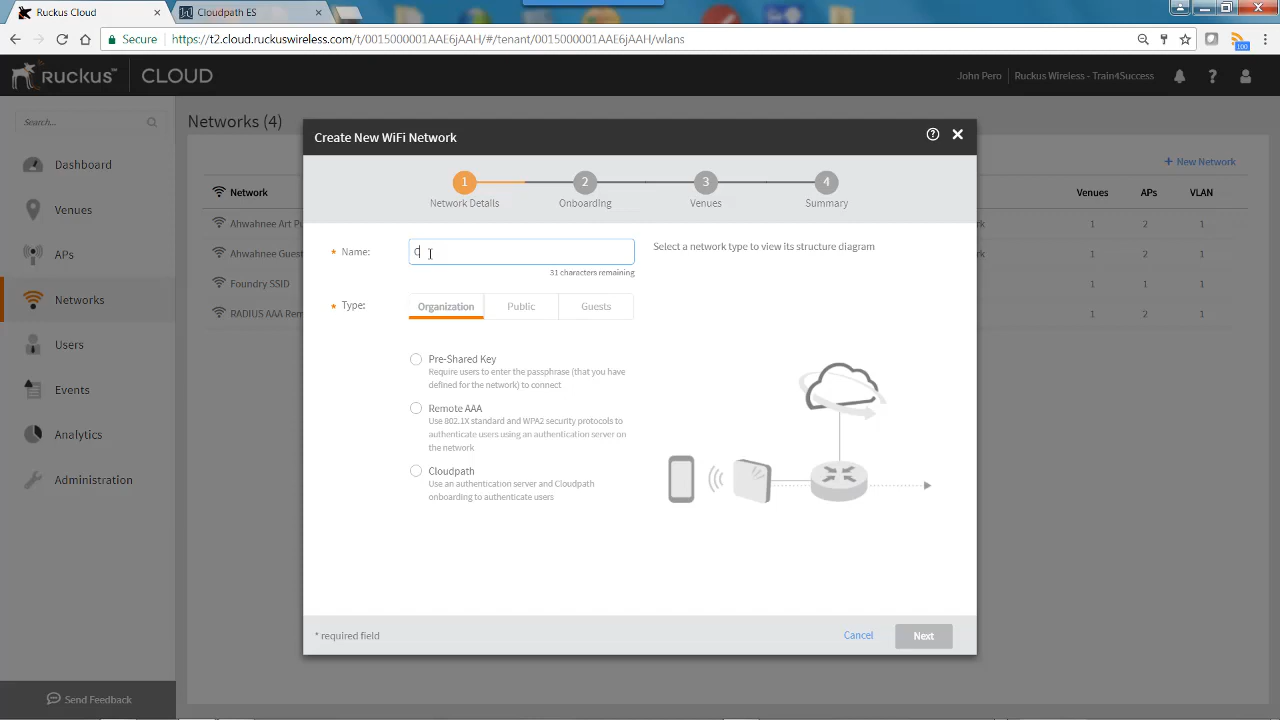 Ruckus Cloud
Cloudpath ES
Secure https://t2.cloud.ruckuswireless.com/t/0015000001AAE6jAAH/#/tenant/0015000001AAE6jAAH/wlans
100
Ruckus™ CLOUD
John Pero Ruckus Wireless - Train4Success
Search...
Dashboard
Venues
APs
Networks
Users
Events
Analytics
Administration
Send Feedback
Networks (4)
+ New Network
Network Venues APs VLAN
Ahwahnee Art Pu 1 2 1
Ahwahnee Guest 1 2 1
Foundry SSID 1 1 1
RADIUS AAA Rem 1 2 1
Create New WiFi Network
1 2 3 4
Network Details Onboarding Venues Summary
* Name: C
31 characters remaining
Select a network type to view its structure diagram
* Type: Organization Public Guests
Pre-Shared Key
Require users to enter the passphrase (that you
have defined for the network) to connect
Remote AAA
Use 802.1X standard and WPA2 security protocols to
authenticate users using an authentication server on
the network
Cloudpath
Use an authentication server and Cloudpath
onboarding to authenticate users
* required field
Cancel Next